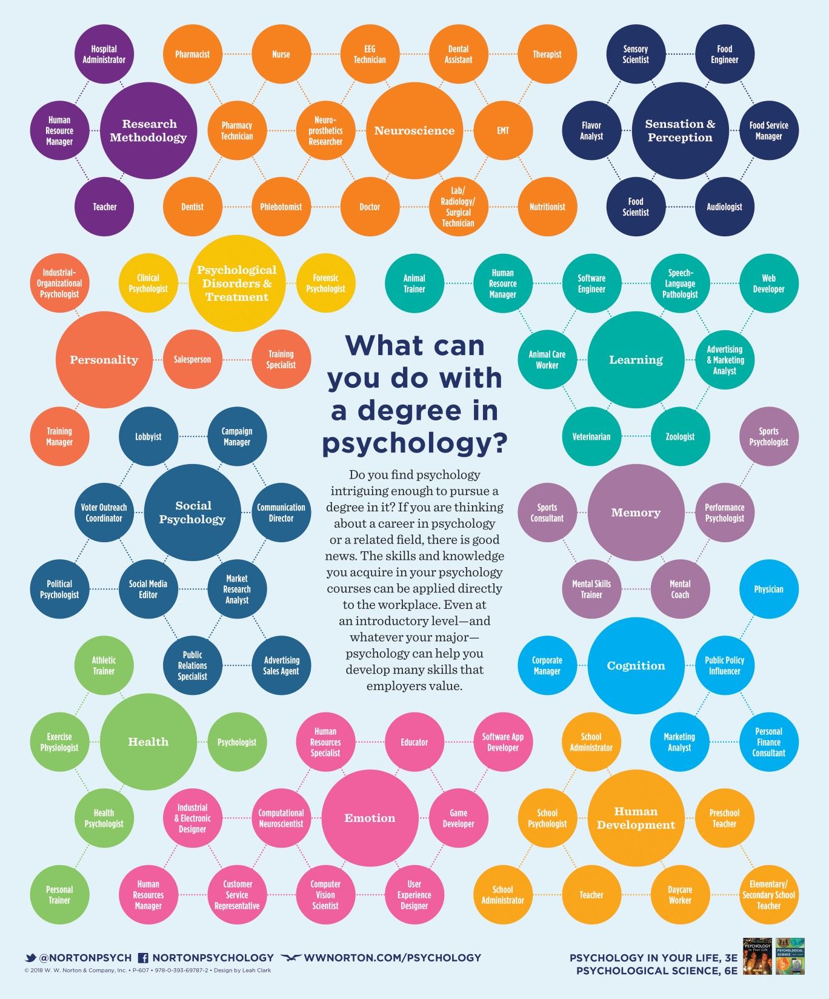 Hospital
Administrator
Human
Resource
Manager
Research
Methodology
Teacher
Pharmacist
Nurse
EEG
Technician
Dental
Assistant
Therapist
Pharmacy
Technician
Neuro-
prosthetics
Researcher
Neuroscience
EMT
Dentist
Phlebotomist
Doctor
Lab/
Radiology/
Surgical
Technician
Nutritionist
Sensory
Scientist
Food
Engineer
Flavor
Analyst
Sensation &
Perception
Food Service
Manager
Food
Scientist
Audiologist
Industrial-
Organizational
Psychologist
Clinical
Psychologist
Psychological
Disorders &
Treatment
Forensic
Psychologist
Personality
Salesperson
Training
Specialist
Training
Manager
Animal
Trainer
Human
Resource
Manager
Software
Engineer
Speech-
Language
Pathologist
Web
Developer
Animal Care
Worker
Learning
Advertising
& Marketing
Analyst
Veterinarian
Zoologist
What can
you do with
a degree in
psychology?
Do you find psychology
intriguing enough to pursue a
degree in it? If you are thinking
about a career in psychology
or a related field, there is good
news. The skills and knowledge
you acquire in your psychology
courses can be applied directly
to the workplace. Even at
an introductory level—and
whatever your major—
psychology can help you
develop many skills that
employers value.
Lobbyist
Campaign
Manager
Voter Outreach
Coordinator
Social
Psychology
Communication
Director
Political
Psychologist
Social Media
Editor
Market
Research
Analyst
Public
Relations
Specialist
Advertising
Sales Agent
Sports
Psychologist
Sports
Consultant
Memory
Performance
Psychologist
Mental Skills
Trainer
Mental
Coach
Physician
Corporate
Manager
Cognition
Public Policy
Influencer
Marketing
Analyst
Personal
Finance
Consultant
Athletic
Trainer
Exercise
Physiologist
Health
Psychologist
Health
Psychologist
Personal
Trainer
Human
Resources
Specialist
Educator
Software App
Developer
Industrial
& Electronic
Designer
Computational
Neuroscientist
Emotion
Game
Developer
Human
Resources
Manager
Customer
Service
Representative
Computer
Vision
Scientist
User
Experience
Designer
School
Administrator
School
Psychologist
Human
Development
Preschool
Teacher
School
Administrator
Teacher
Daycare
Worker
Elementary/
Secondary School
Teacher
@NORTONPSYCH NORTONPSYCHOLOGY WWNORTON.COM/PSYCHOLOGY
© 2018 W. W. Norton & Company, Inc. • P-607 • 978-0-393-69787-2 • Design by Leah Clark
PSYCHOLOGY IN YOUR LIFE, 3E
PSYCHOLOGICAL SCIENCE, 6E
PSYCHOLOGY
in Your Life
PSYCHOLOGICAL
SCIENCE